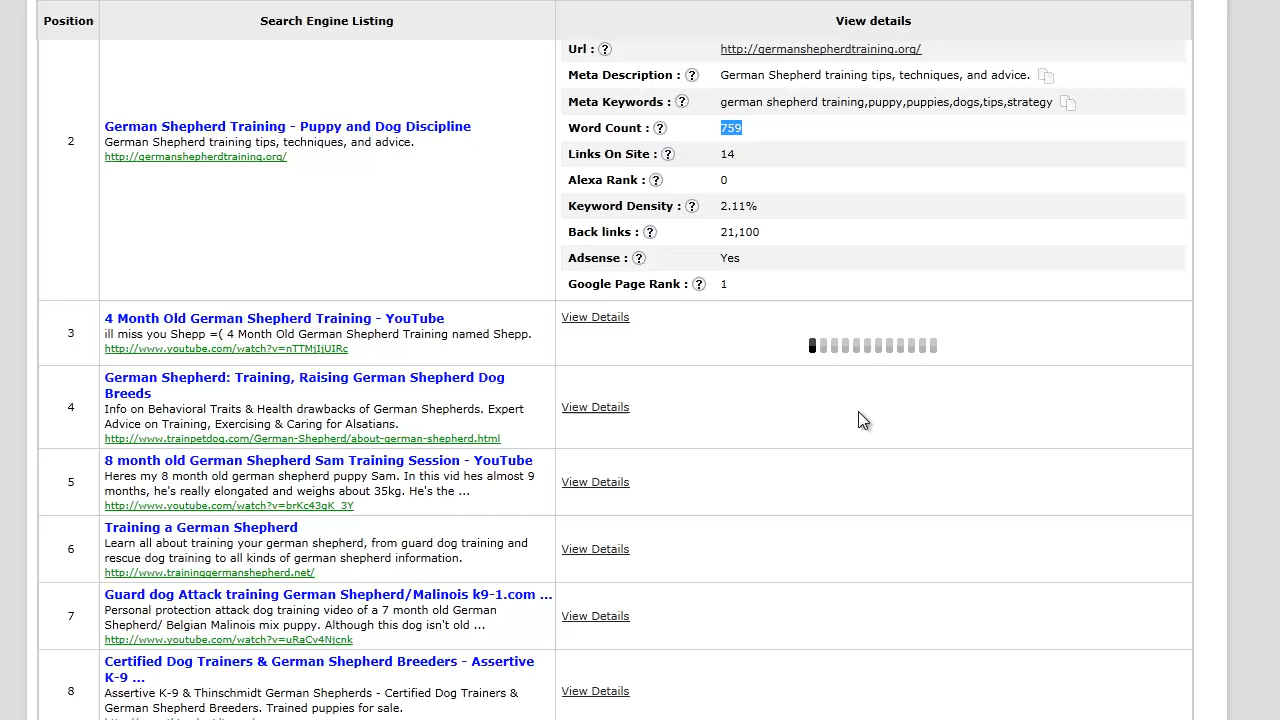 Position Search Engine Listing View details
2
German Shepherd Training - Puppy and Dog Discipline
German Shepherd training tips, techniques, and advice.
http://germanshepherdtraining.org/
Url : ? http://germanshepherdtraining.org/
Meta Description : ? German Shepherd training tips, techniques, and advice.
Meta Keywords : ? german shepherd training,puppy,puppies,dogs,tips,strategy
Word Count : ? 759
Links On Site : ? 14
Alexa Rank : ? 0
Keyword Density : ? 2.11%
Back links : ? 21,100
Adsense : ? Yes
Google Page Rank : ? 1
3
4 Month Old German Shepherd Training - YouTube
ill miss you Shepp =( 4 Month Old German Shepherd Training named Shepp.
http://www.youtube.com/watch?v=nTTMjIjUIRc
View Details
4
German Shepherd: Training, Raising German Shepherd Dog
Breeds
Info on Behavioral Traits & Health drawbacks of German Shepherds. Expert
Advice on Training, Exercising & Caring for Alsatians.
http://www.trainpetdog.com/German-Shepherd/about-german-shepherd.html
View Details
5
8 month old German Shepherd Sam Training Session - YouTube
Heres my 8 month old german shepherd puppy Sam. In this vid hes almost 9
months, he's really elongated and weighs about 35kg. He's the ...
http://www.youtube.com/watch?v=brKc43gK_3Y
View Details
6
Training a German Shepherd
Learn all about training your german shepherd, from guard dog training and
rescue dog training to all kinds of german shepherd information.
http://www.traininggermanshepherd.net/
View Details
7
Guard dog Attack training German Shepherd/Malinois k9-1.com ...
Personal protection attack dog training video of a 7 month old German
Shepherd/ Belgian Malinois mix puppy. Although this dog isn't old ...
http://www.youtube.com/watch?v=uRaCv4Njcnk
View Details
8
Certified Dog Trainers & German Shepherd Breeders - Assertive
K-9 ...
Assertive K-9 & Thinschmidt German Shepherds - Certified Dog Trainers &
German Shepherd Breeders. Trained puppies for sale.
View Details